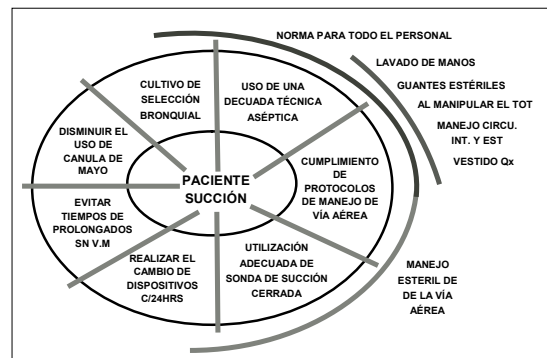 NORMA PARA TODO EL PERSONAL
LAVADO DE MANOS
GUANTES ESTÉRILES
AL MANIPULAR EL TOT
MANEJO CIRCU.
INT. Y EST
VESTIDO Qx
CULTIVO DE
SELECCIÓN
BRONQUIAL
USO DE UNA
DECUADA TÉCNICA
ASÉPTICA
DISMINUIR EL
USO DE
CANULA DE
MAYO
CUMPLIMIENTO
DE
PROTOCOLOS
DE MANEJO DE
VÍA AÉREA
PACIENTE
SUCCIÓN
EVITAR
TIEMPOS DE
PROLONGADOS
SN V.M
REALIZAR EL
CAMBIO DE
DISPOSITIVOS
C/24HRS
UTILIZACIÓN
ADECUADA DE
SONDA DE SUCCIÓN
CERRADA
MANEJO
ESTERIL DE
DE LA VÍA
AÉREA